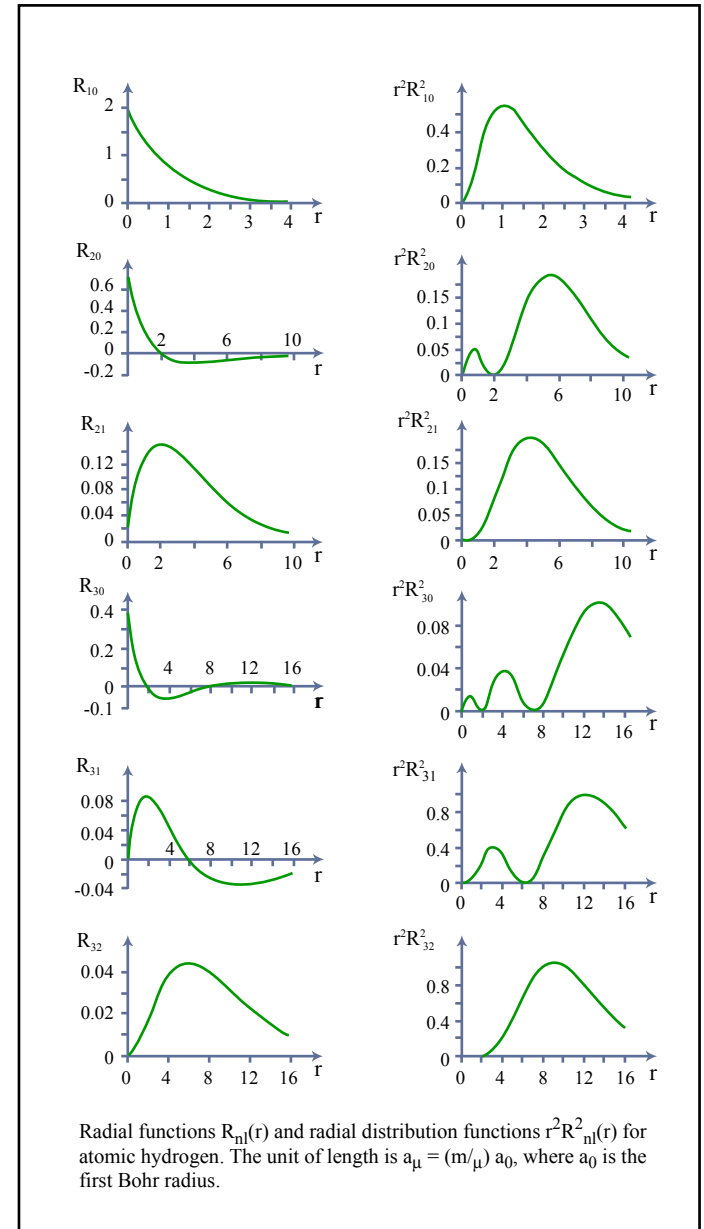 R₁₀
2
1
0
0 1 2 3 4 r
r²R²₁₀
0.4
0.2
0
0 1 2 3 4 r
R₂₀
0.6
0.4
0.2
0
-0.2
2 6 10
r
r²R²₂₀
0.15
0.1
0.05
0
0 2 6 10 r
R₂₁
0.12
0.08
0.04
0
2 6 10 r
r²R²₂₁
0.15
0.1
0.05
0
0 2 6 10 r
R₃₀
0.4
0.2
0
-0.1
4 8 12 16
r
r²R²₃₀
0.08
0.04
0
0 4 8 12 16 r
R₃₁
0.08
0.04
0
-0.04
4 8 12 16
r
r²R²₃₁
0.8
0.4
0
0 4 8 12 16 r
R₃₂
0.04
0.02
0
0 4 8 12 16 r
r²R²₃₂
0.8
0.4
0
0 4 8 12 16 r
Radial functions Rₙₗ(r) and radial distribution functions r²R²ₙₗ(r) for
atomic hydrogen. The unit of length is aμ = (m/μ) a₀, where a₀ is the
first Bohr radius.